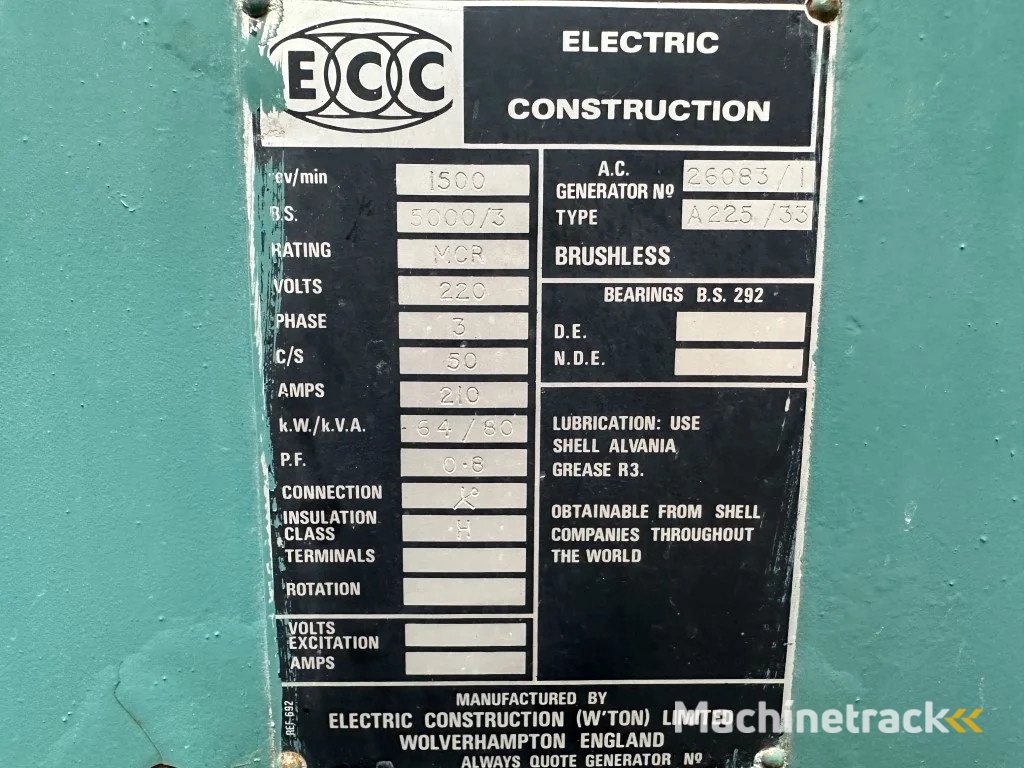 ECC
ELECTRIC
CONSTRUCTION
ev/min 1500
B.S. 5000/3
RATING MCR
VOLTS 220
PHASE 3
C/S 50
AMPS 210
k.W./k.V.A. 64/80
P.F. 0·8
CONNECTION
INSULATION
CLASS H
TERMINALS
ROTATION
VOLTS
EXCITATION
AMPS
A.C.
GENERATOR Nº 26083/1
TYPE A225/33
BRUSHLESS
BEARINGS B.S. 292
D.E.
N.D.E.
LUBRICATION: USE
SHELL ALVANIA
GREASE R3.
OBTAINABLE FROM SHELL
COMPANIES THROUGHOUT
THE WORLD
REF 692
MANUFACTURED BY
ELECTRIC CONSTRUCTION (W'TON) LIMITED
WOLVERHAMPTON ENGLAND
ALWAYS QUOTE GENERATOR Nº
Machinetrack